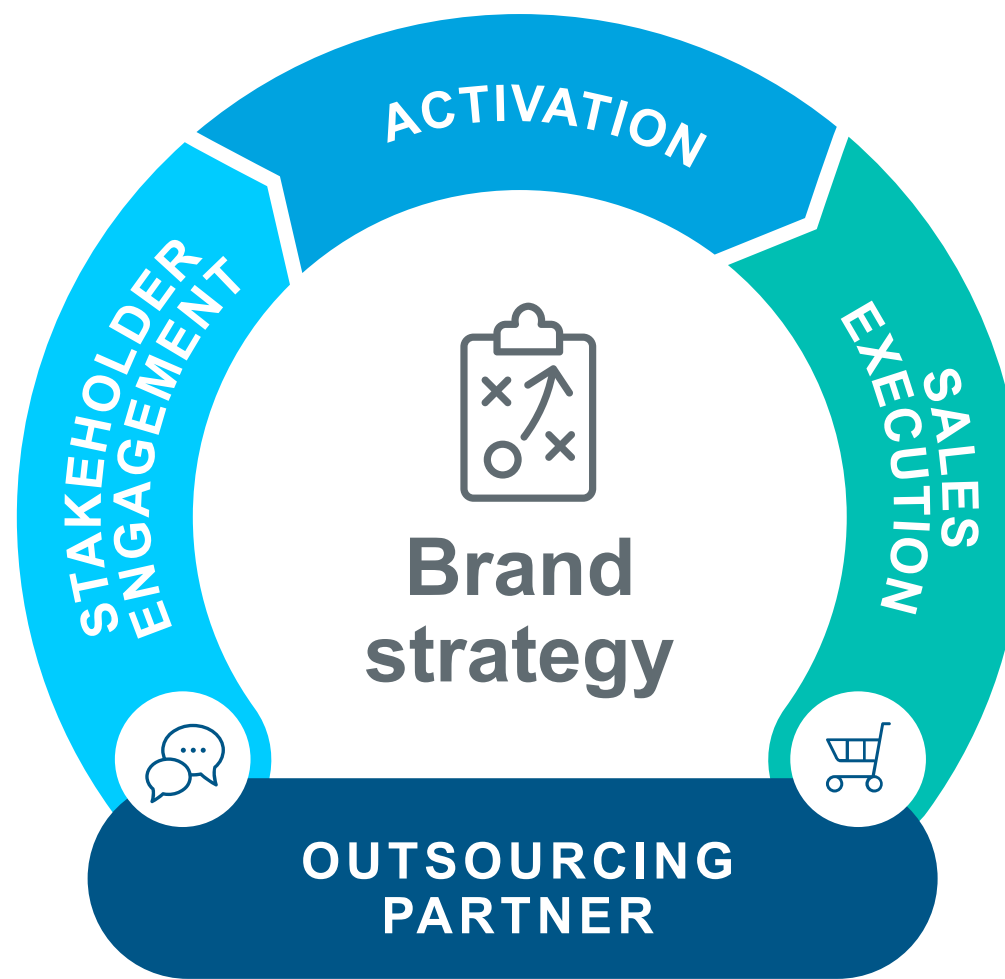 ACTIVATION
STAKEHOLDER
ENGAGEMENT
SALES
EXECUTION
Brand
strategy
OUTSOURCING
PARTNER